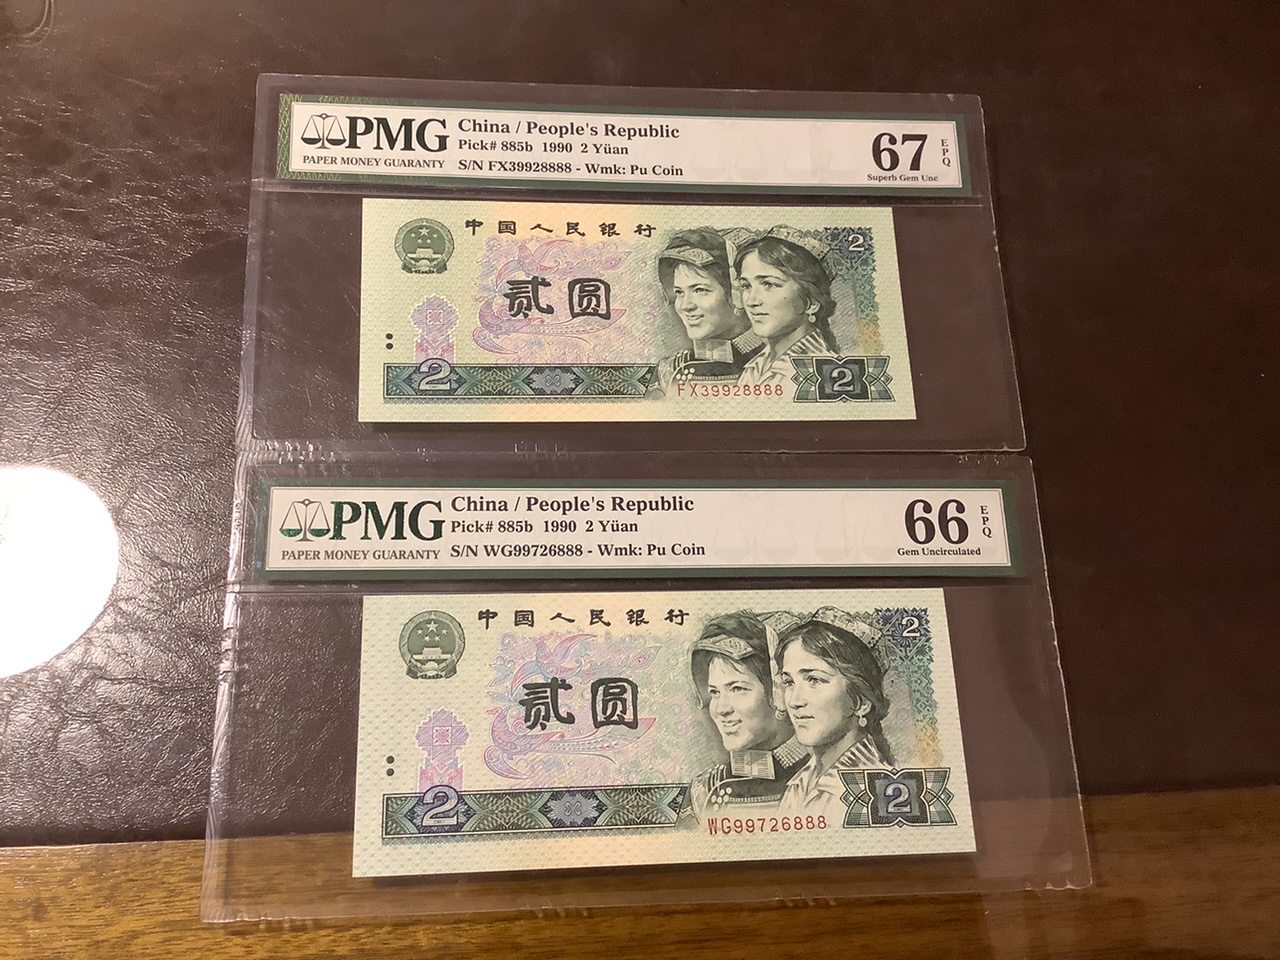 PMG
PAPER MONEY GUARANTY
China / People's Republic
Pick# 885b 1990 2 Yüan
S/N FX39928888 - Wmk: Pu Coin
67 EPQ
Superb Gem Unc
中国人民银行
2
贰圆
2
FX39928888
2
PMG
PAPER MONEY GUARANTY
China / People's Republic
Pick# 885b 1990 2 Yüan
S/N WG99726888 - Wmk: Pu Coin
66 EPQ
Gem Uncirculated
中国人民银行
2
贰圆
2
WG99726888
2